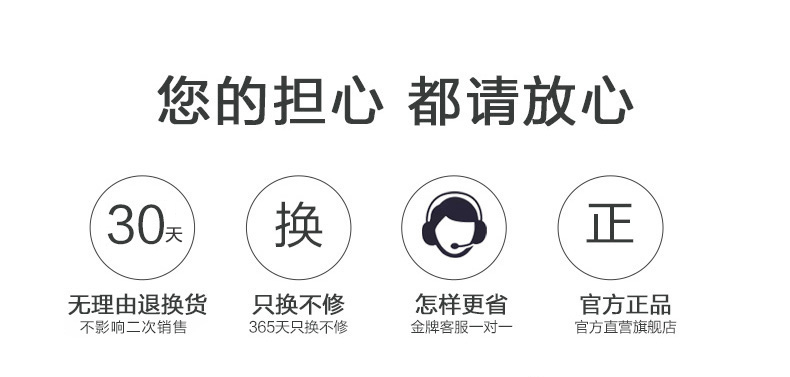 您的担心 都请放心
30天
换
正
无理由退换货
只换不修
怎样更省
官方正品
不影响二次销售
365天只换不修
金牌客服一对一
官方直营旗舰店